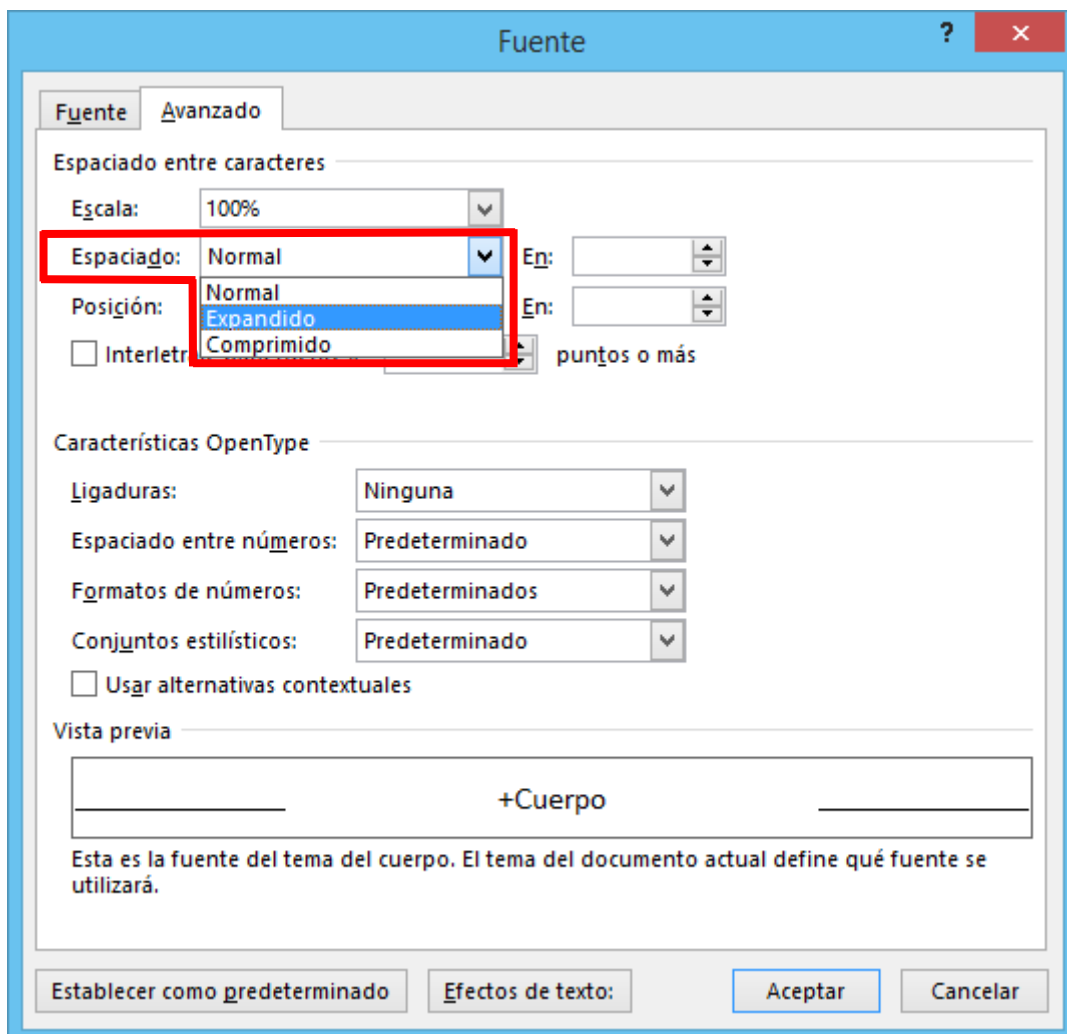 Fuente
?
Fuente Avanzado
Espaciado entre caracteres
Escala: 100%
Espaciado: Normal En:
Normal
Posición: En:
Expandido
Comprimido
Interletra puntos o más
Características OpenType
Ligaduras: Ninguna
Espaciado entre números: Predeterminado
Formatos de números: Predeterminados
Conjuntos estilísticos: Predeterminado
Usar alternativas contextuales
Vista previa
+Cuerpo
Esta es la fuente del tema del cuerpo. El tema del documento actual define qué fuente se
utilizará.
Establecer como predeterminado Efectos de texto: Aceptar Cancelar